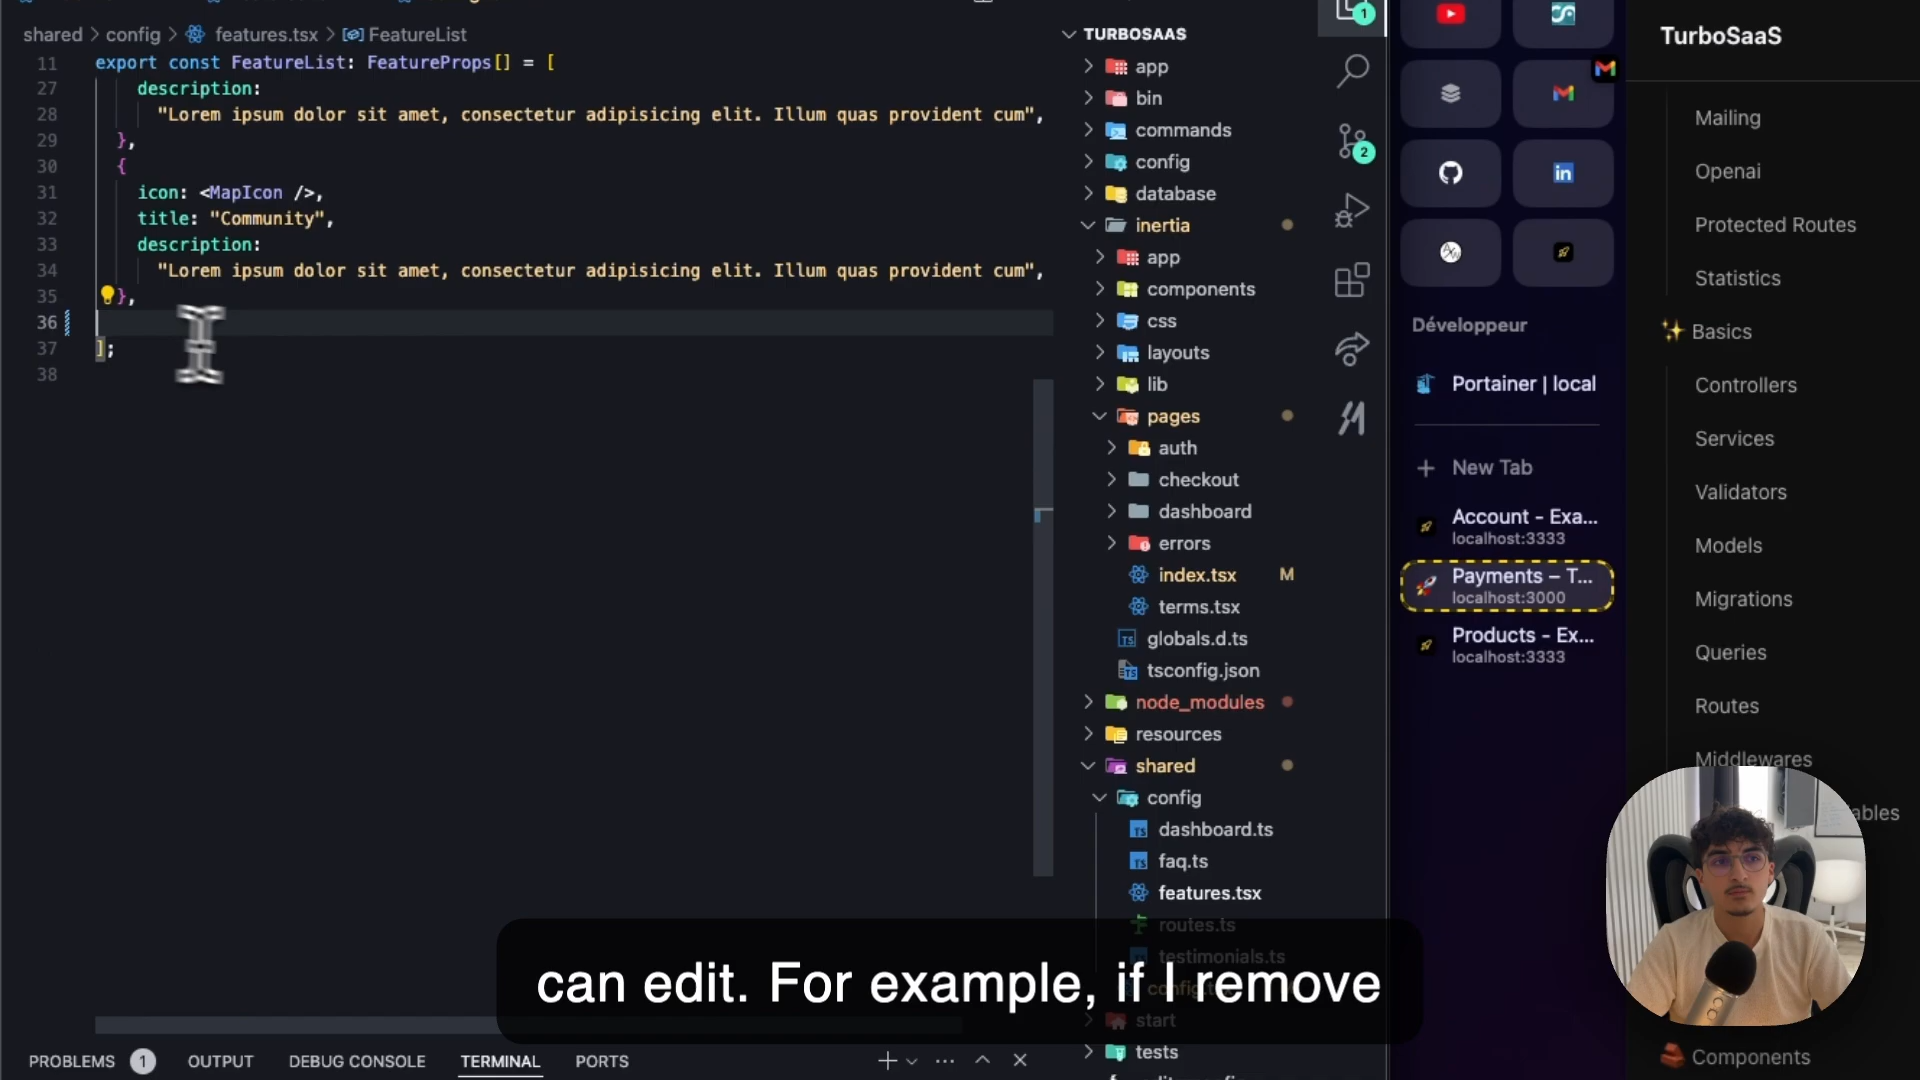 shared > config > features.tsx > FeatureList
11 export const FeatureList: FeatureProps[] = [
27 description:
28 "Lorem ipsum dolor sit amet, consectetur adipisicing elit. Illum quas provident cum",
29 },
30 {
31 icon: <MapIcon />,
32 title: "Community",
33 description:
34 "Lorem ipsum dolor sit amet, consectetur adipisicing elit. Illum quas provident cum",
35 },
36
37 ];
38
PROBLEMS 1 OUTPUT DEBUG CONSOLE TERMINAL PORTS
TURBOSAAS
app
bin
commands
config
database
inertia
app
components
css
layouts
lib
pages
auth
checkout
dashboard
errors
index.tsx M
terms.tsx
globals.d.ts
tsconfig.json
node_modules
resources
shared
config
dashboard.ts
faq.ts
features.tsx
routes.ts
testimonials.ts
start
tests
1
2
Développeur
Portainer | local
New Tab
Account - Exa...
localhost:3333
Payments – T...
localhost:3000
Products - Ex...
localhost:3333
TurboSaaS
Mailing
Openai
Protected Routes
Statistics
✨ Basics
Controllers
Services
Validators
Models
Migrations
Queries
Routes
Middlewares
Components
can edit. For example, if I remove